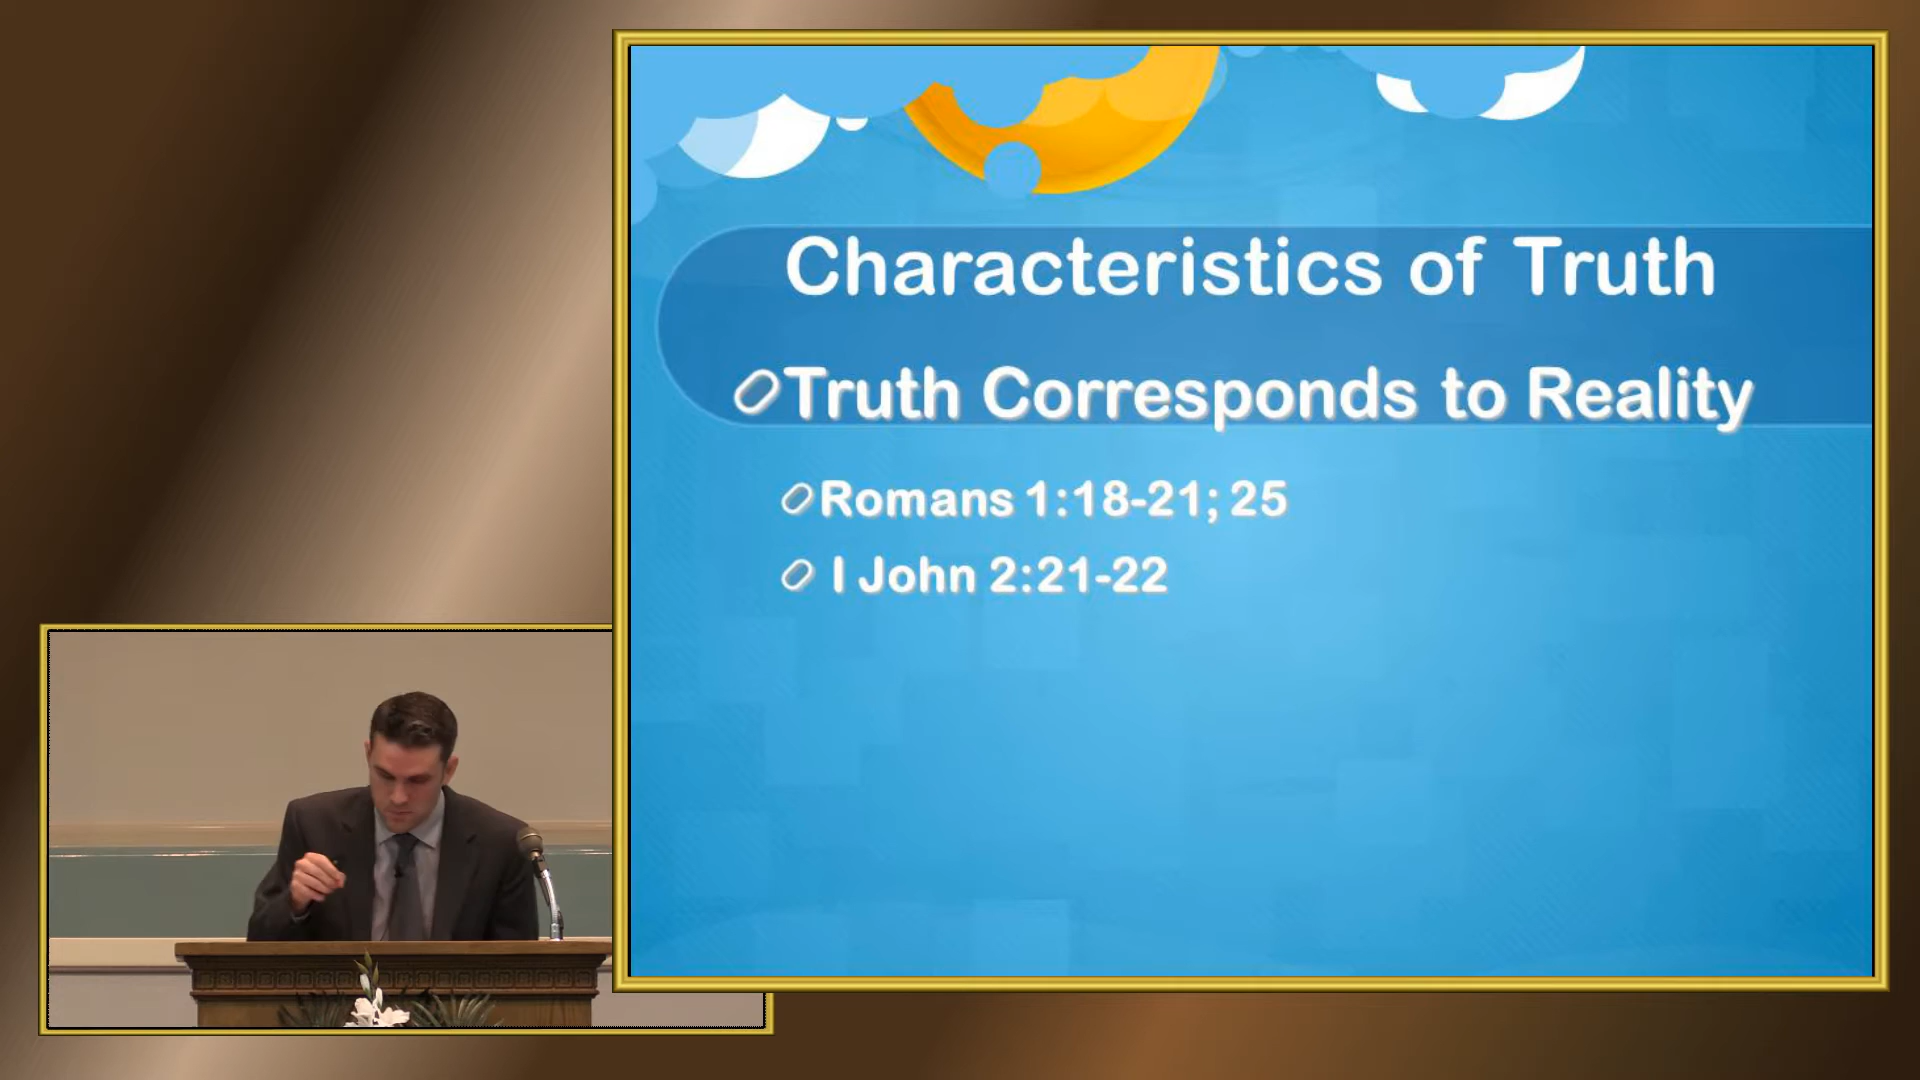 Characteristics of Truth
Truth Corresponds to Reality
Romans 1:18-21; 25
I John 2:21-22